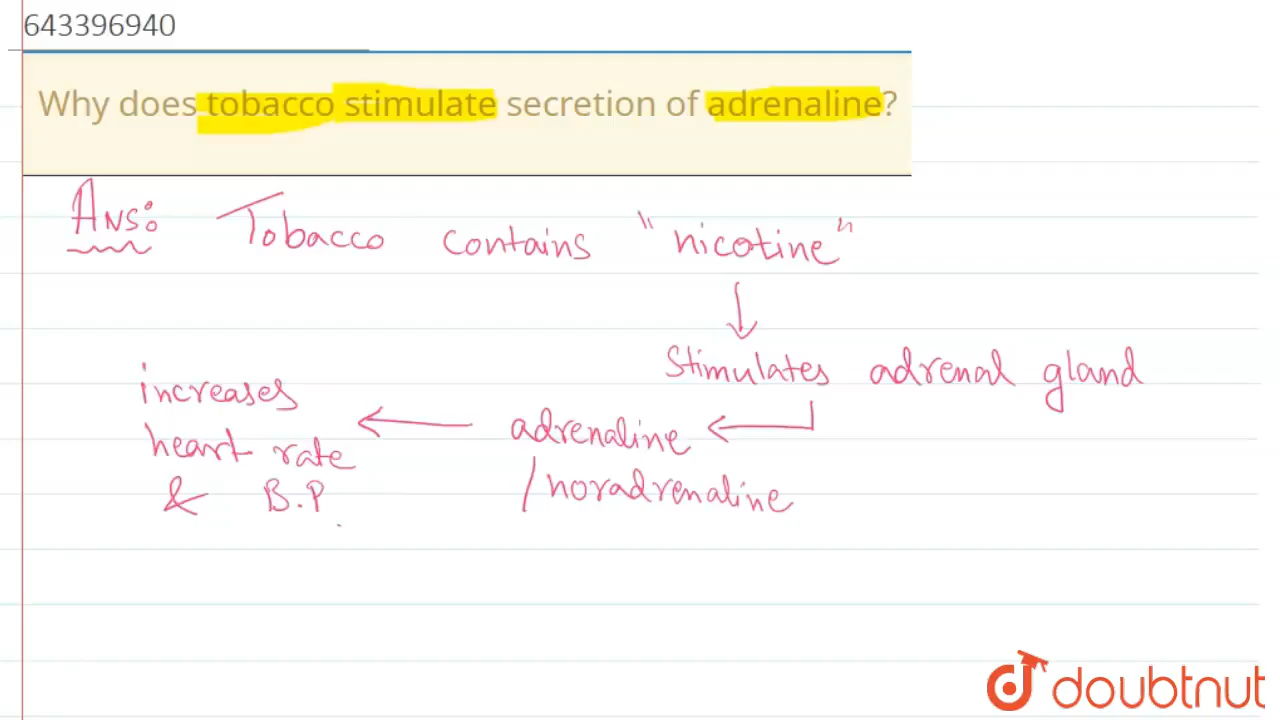 643396940
Why does tobacco stimulate secretion of adrenaline?
Ans: Tobacco contains "nicotine"
Stimulates adrenal gland
adrenaline
/noradrenaline
increases
heart rate
& B.P
doubtnut